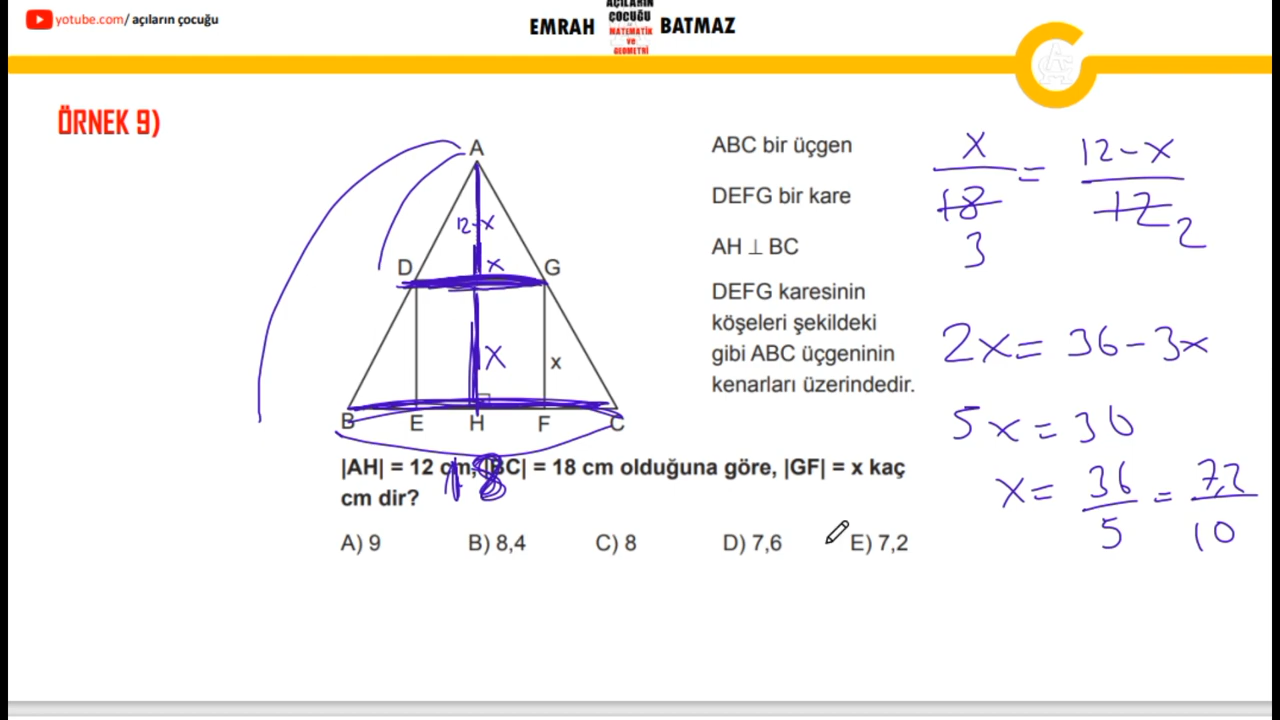 yotube.com/ açıların çocuğu
EMRAH
AÇILARIN
ÇOCUĞU
MATEMATİK
ve
GEOMETRİ
BATMAZ
ÖRNEK 9)
A
12-x
D
x
G
x
x
B
E
H
F
C
18
ABC bir üçgen
DEFG bir kare
AH ⊥ BC
DEFG karesinin
köşeleri şekildeki
gibi ABC üçgeninin
kenarları üzerindedir.
x/18 = 12-x/12
3 2
2x = 36 - 3x
5x = 36
x = 36/5 = 72/10
|AH| = 12 cm, |BC| = 18 cm olduğuna göre, |GF| = x kaç
cm dir?
A) 9 B) 8,4 C) 8 D) 7,6 E) 7,2